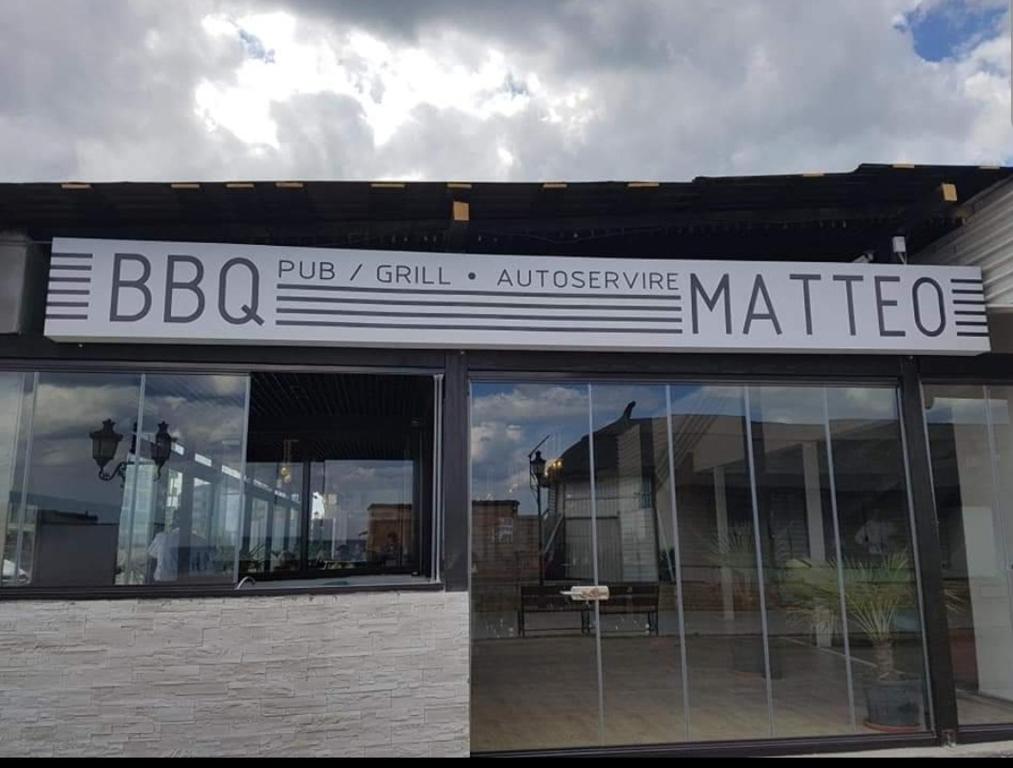 BBQ PUB / GRILL • AUTOSERVIRE MATTEO